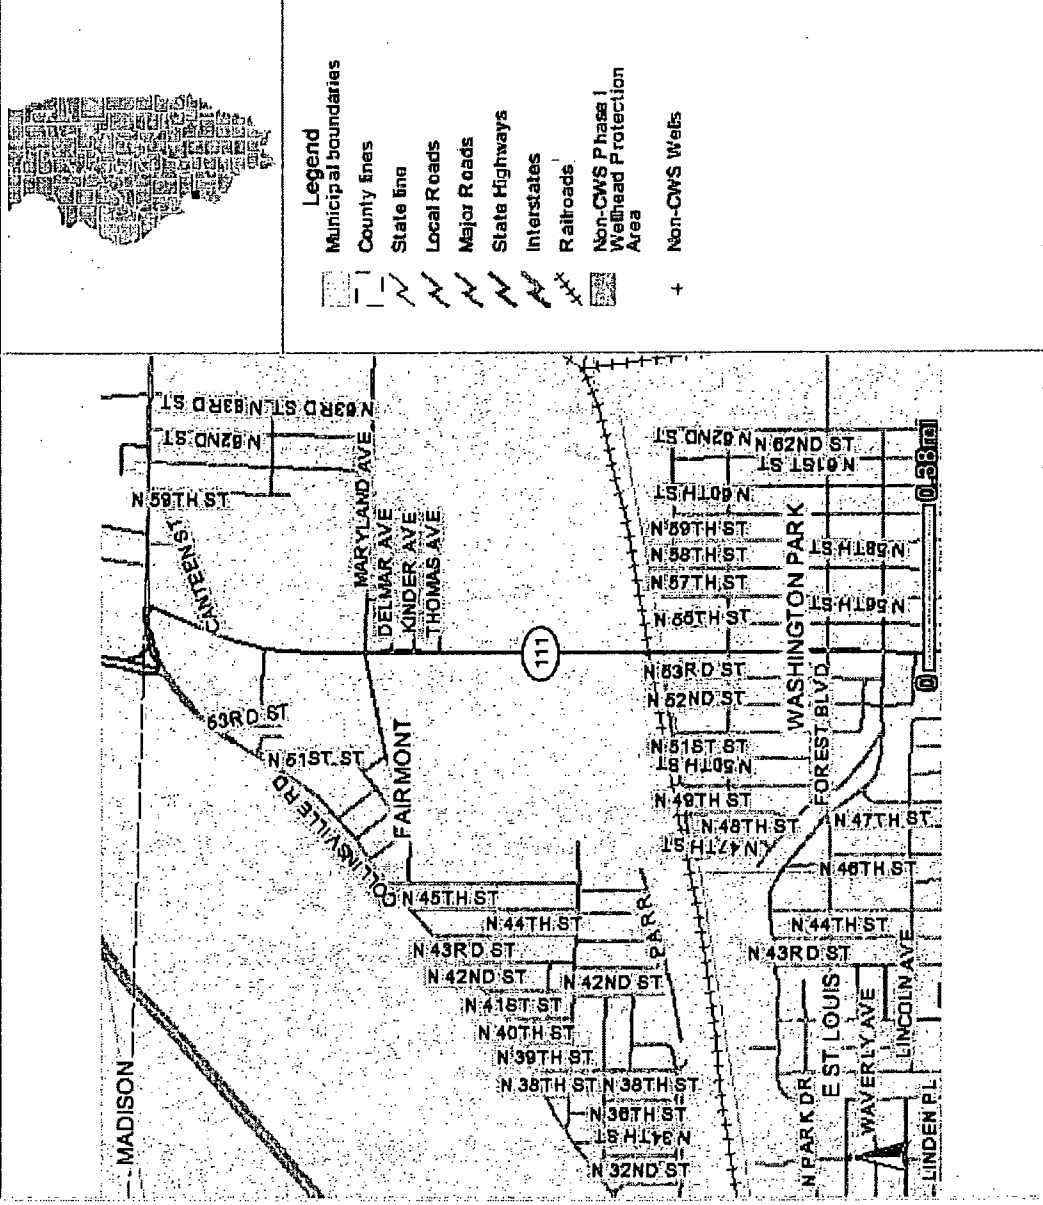 Legend
Municipal boundaries
County lines
State line
Local Roads
Major Roads
State Highways
Interstates
Railroads
Non-CWS Phase I
Wellhead Protection
Area
Non-CWS Wells
MADISON
N 63RD ST
N 63RD ST
N 62ND ST
N 59TH ST
CANTEEN ST
MARYLAND AVE
DELMAR AVE
KINDER AVE
THOMAS AVE
111
53RD ST
N 51ST ST
COLLINSVILLE RD
FAIRMONT
N 45TH ST
N 44TH ST
N 43RD ST
N 42ND ST
N 42ND ST
N 41ST ST
N 40TH ST
N 39TH ST
N 38TH ST
N 38TH ST
N 36TH ST
N 34TH ST
N 32ND ST
PARR
N 62ND ST
N 62ND ST
N 61ST ST
N 60TH ST
N 59TH ST
N 58TH ST
N 58TH ST
N 57TH ST
N 56TH ST
N 55TH ST
N 53RD ST
N 52ND ST
N 51ST ST
N 50TH ST
N 49TH ST
N 48TH ST
N 47TH ST
N 47TH ST
N 46TH ST
N 44TH ST
N 43RD ST
WASHINGTON PARK
FOREST BLVD
E ST LOUIS
N PARK DR
WAVERLY AVE
LINCOLN AVE
LINDEN PL
0
0.38mi